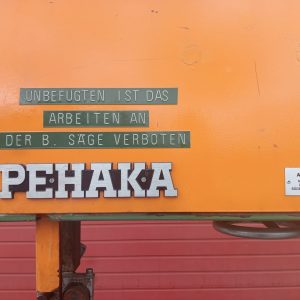 UNBEFUGTEN IST DAS
ARBEITEN AN
DER B. SÄGE VERBOTEN
PEHAKA